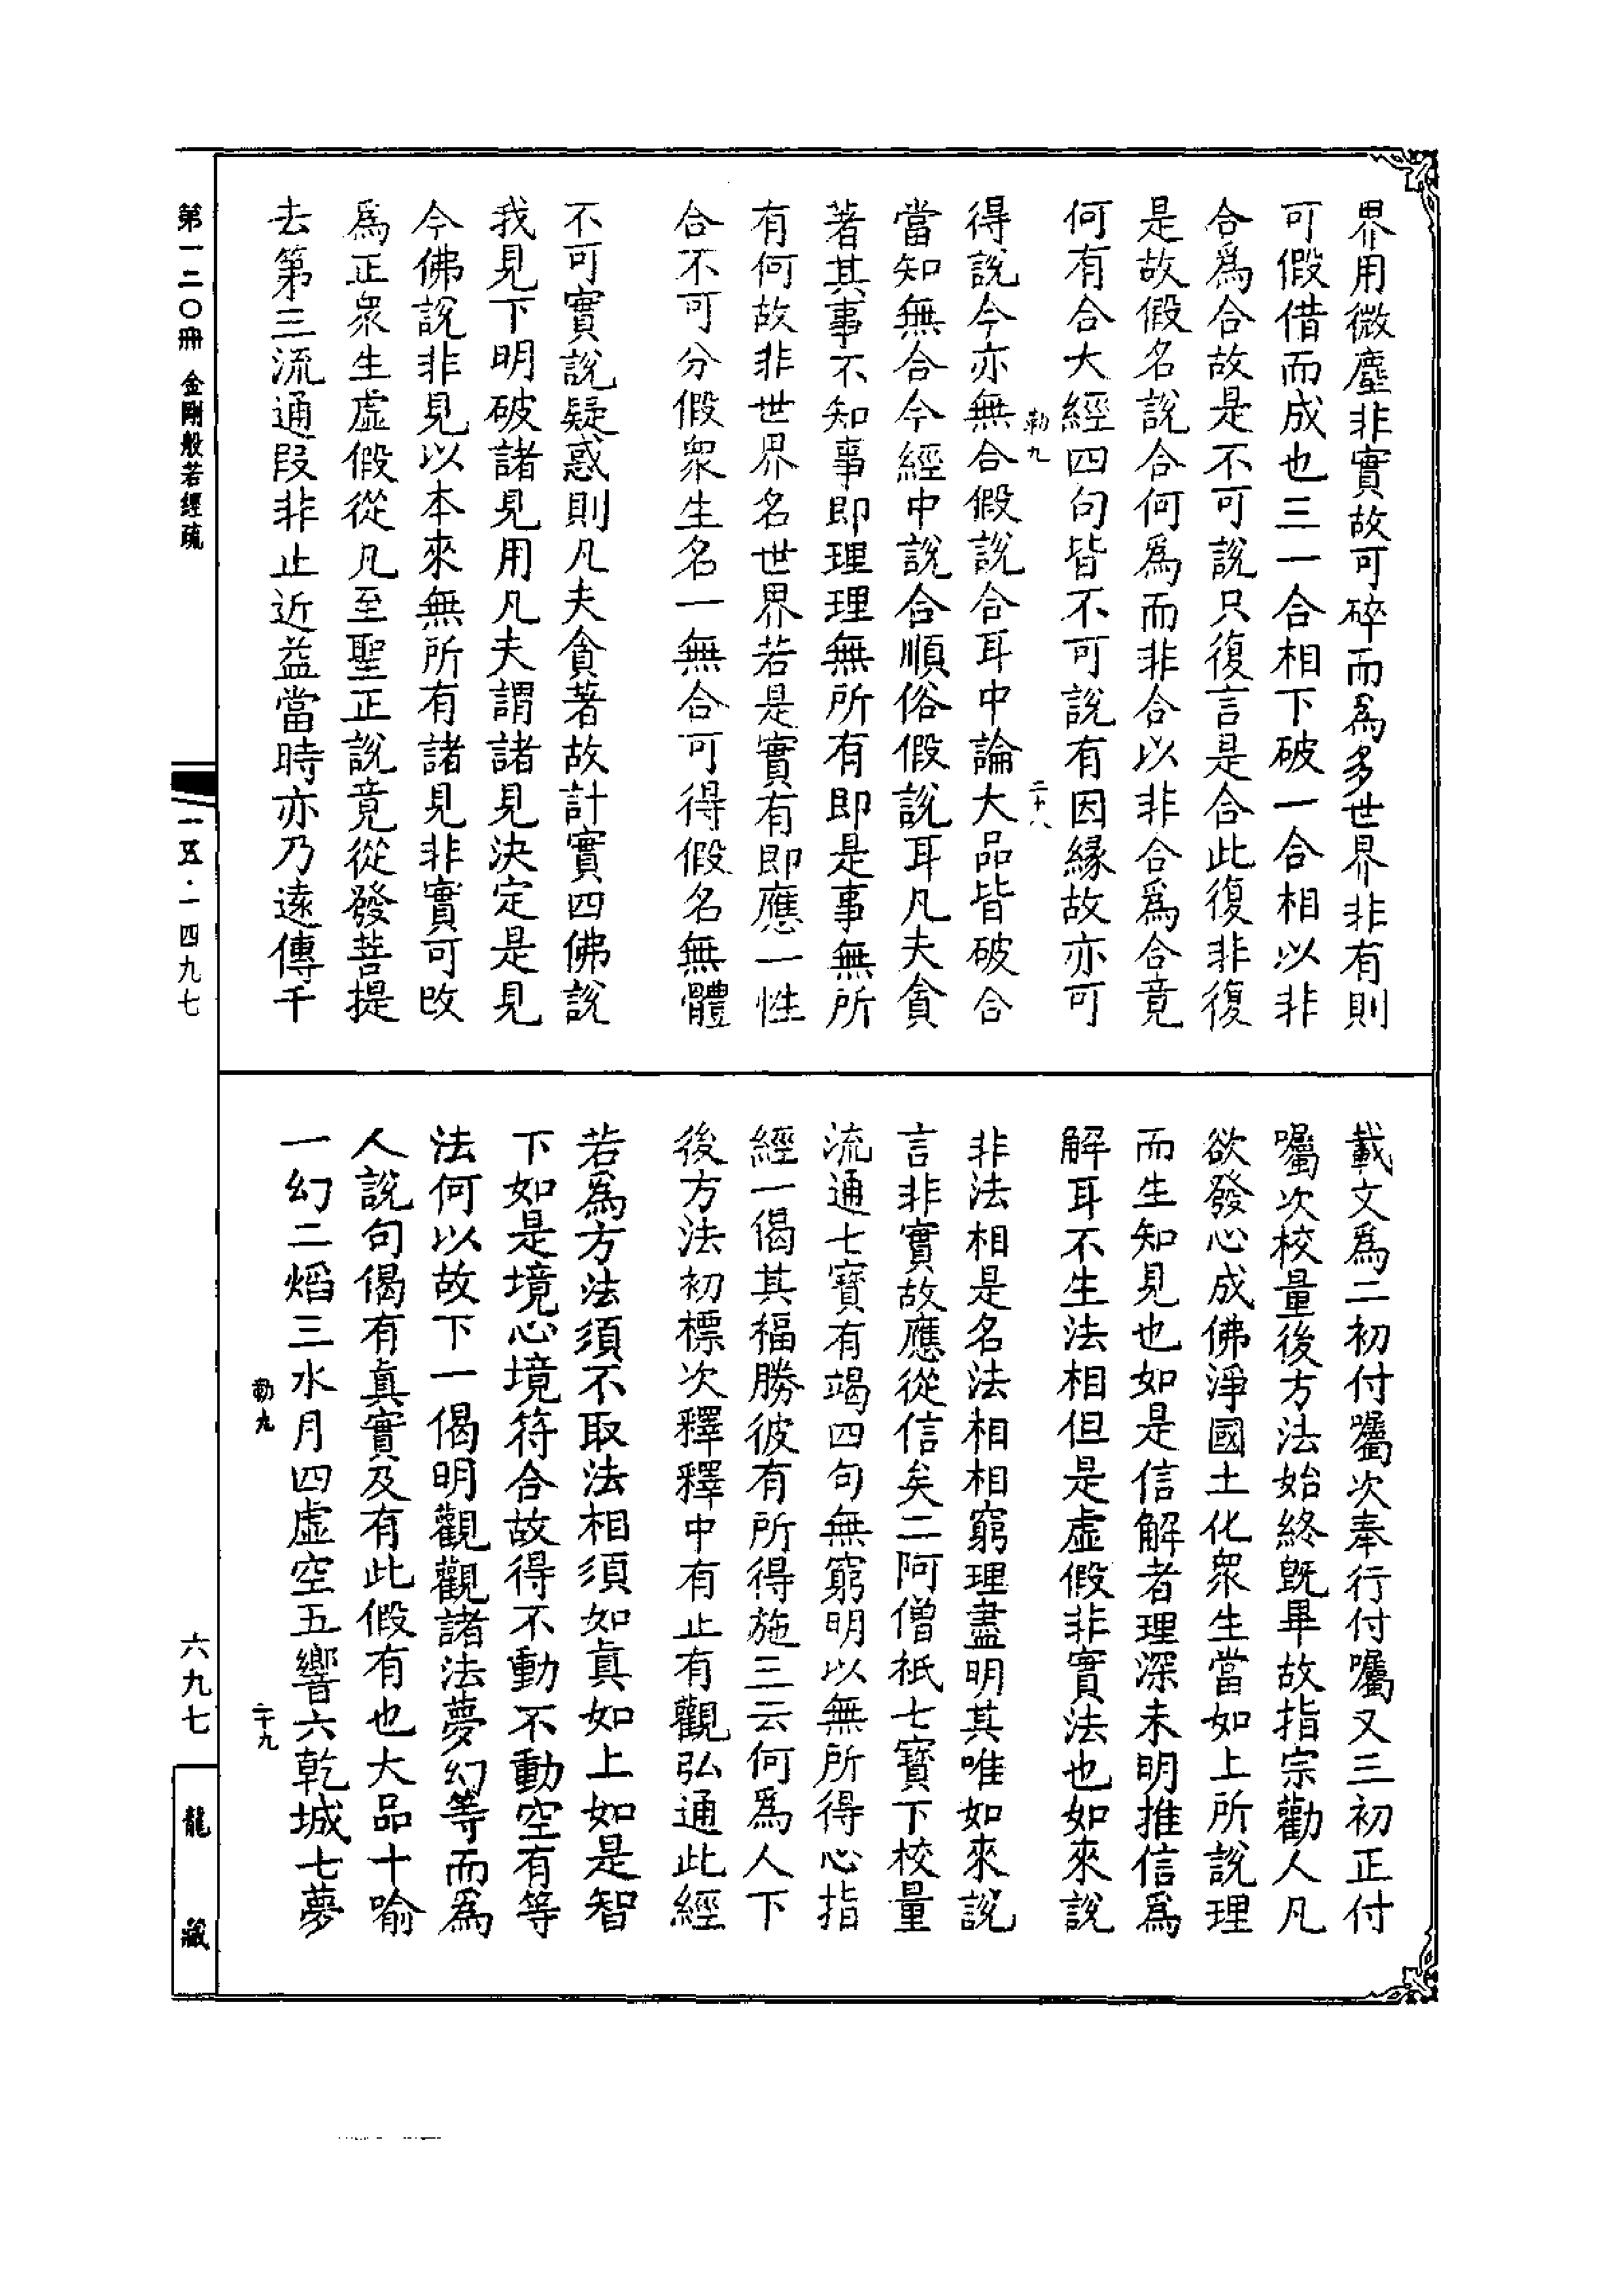 界用微塵非實故可碎而爲多世界非有則
可假借而成也三一合相下破一合相以非
合爲合故是不可說只復言是合此復非復
是故假名說合何爲而非合以非合爲合竟
何有合大經四句皆不可說有因緣故亦可
勒九
二十八
得說今亦無合假說合耳中論大品皆破合
當知無合今經中說合順俗假說耳凡夫貪
著其事不知事即理理無所有即是事無所
有何故非世界名世界若是實有即應一性
合不可分假衆生名一無合可得假名無體
不可實說疑惑則凡夫貪著故計實四佛說
我見下明破諸見用凡夫謂諸見決定是見
今佛說非見以本來無所有諸見非實可改
爲正衆生虛假從凡至聖正說竟從發菩提
去第三流通段非止近益當時亦乃遠傳千
載文爲二初付囑次奉行付囑又三初正付
囑次校量後方法始終旣畢故指宗勸人凡
欲發心成佛淨國土化衆生當如上所說理
而生知見也如是信解者理深未明推信爲
解耳不生法相但是虛假非實法也如來說
非法相是名法相相窮理盡明其唯如來說
言非實故應從信矣二阿僧祇七寶下校量
流通七寶有竭四句無窮明以無所得心指
經一偈其福勝彼有所得施三云何爲人下
後方法初標次釋釋中有止有觀弘通此經
若爲方法須不取法相須如真如上如是智
下如是境心境符合故得不動不動空有等
法何以故下一偈明觀觀諸法夢幻等而爲
人說句偈有真實及有此假有也大品十喻
一幻二熖三水月四虛空五響六乾城七夢
勒九
二十九
第一二〇冊 金剛般若經疏
一五·一四九七
六九七
龍藏